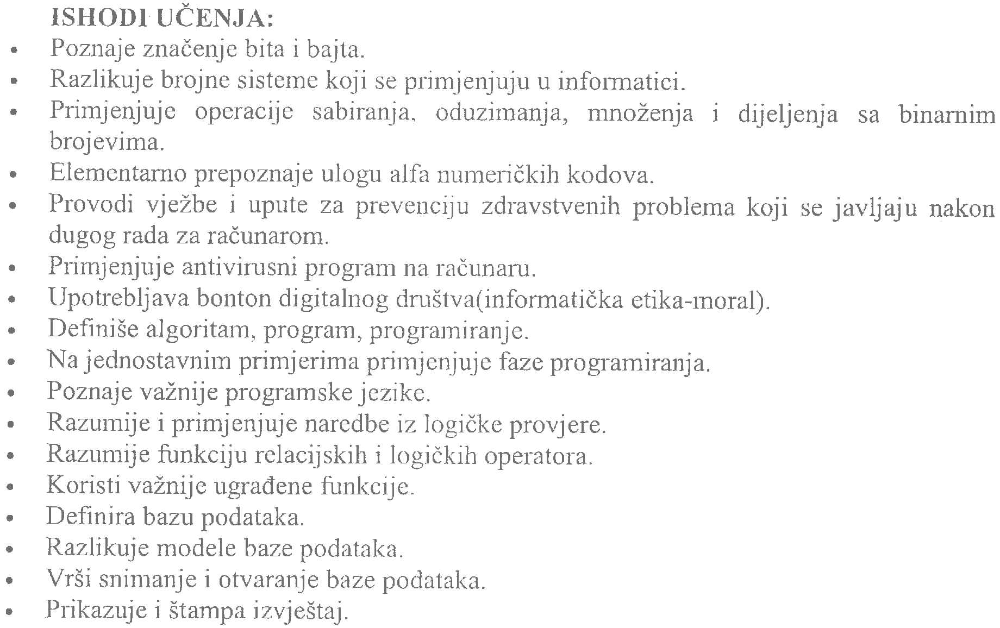 ISHODI UČENJA:
• Poznaje značenje bita i bajta.
• Razlikuje brojne sisteme koji se primjenjuju u informatici.
• Primjenjuje operacije sabiranja, oduzimanja, množenja i dijeljenja sa binarnim
brojevima.
• Elementarno prepoznaje ulogu alfa numeričkih kodova.
• Provodi vježbe i upute za prevenciju zdravstvenih problema koji se javljaju nakon
dugog rada za računarom.
• Primjenjuje antivirusni program na računaru.
• Upotrebljava bonton digitalnog društva(informatička etika-moral).
• Definiše algoritam, program, programiranje.
• Na jednostavnim primjerima primjenjuje faze programiranja.
• Poznaje važnije programske jezike.
• Razumije i primjenjuje naredbe iz logičke provjere.
• Razumije funkciju relacijskih i logičkih operatora.
• Koristi važnije ugrađene funkcije.
• Definira bazu podataka.
• Razlikuje modele baze podataka.
• Vrši snimanje i otvaranje baze podataka.
• Prikazuje i štampa izvještaj.